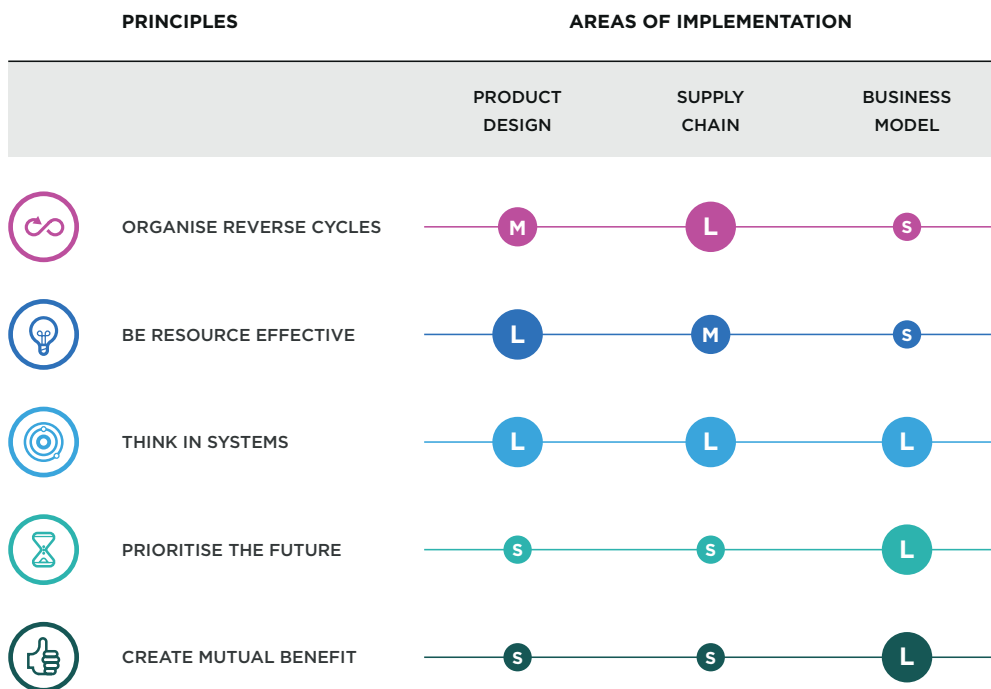 PRINCIPLES AREAS OF IMPLEMENTATION
PRODUCT DESIGN SUPPLY CHAIN BUSINESS MODEL
ORGANISE REVERSE CYCLES M L S
BE RESOURCE EFFECTIVE L M S
THINK IN SYSTEMS L L L
PRIORITISE THE FUTURE S S L
CREATE MUTUAL BENEFIT S S L